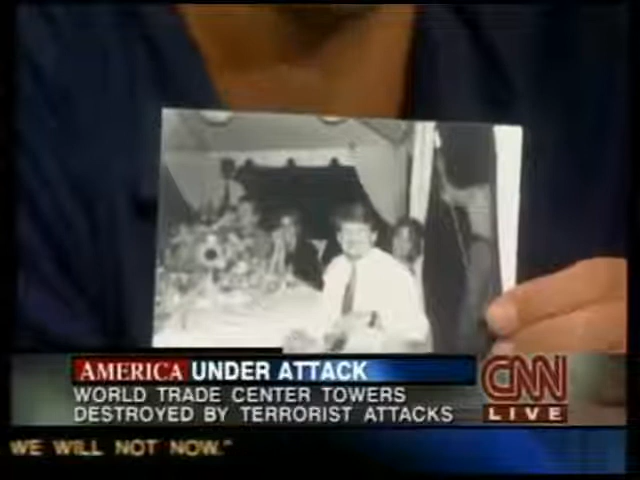 AMERICA UNDER ATTACK
WORLD TRADE CENTER TOWERS
DESTROYED BY TERRORIST ATTACKS
CNN
LIVE
WE WILL NOT NOW."